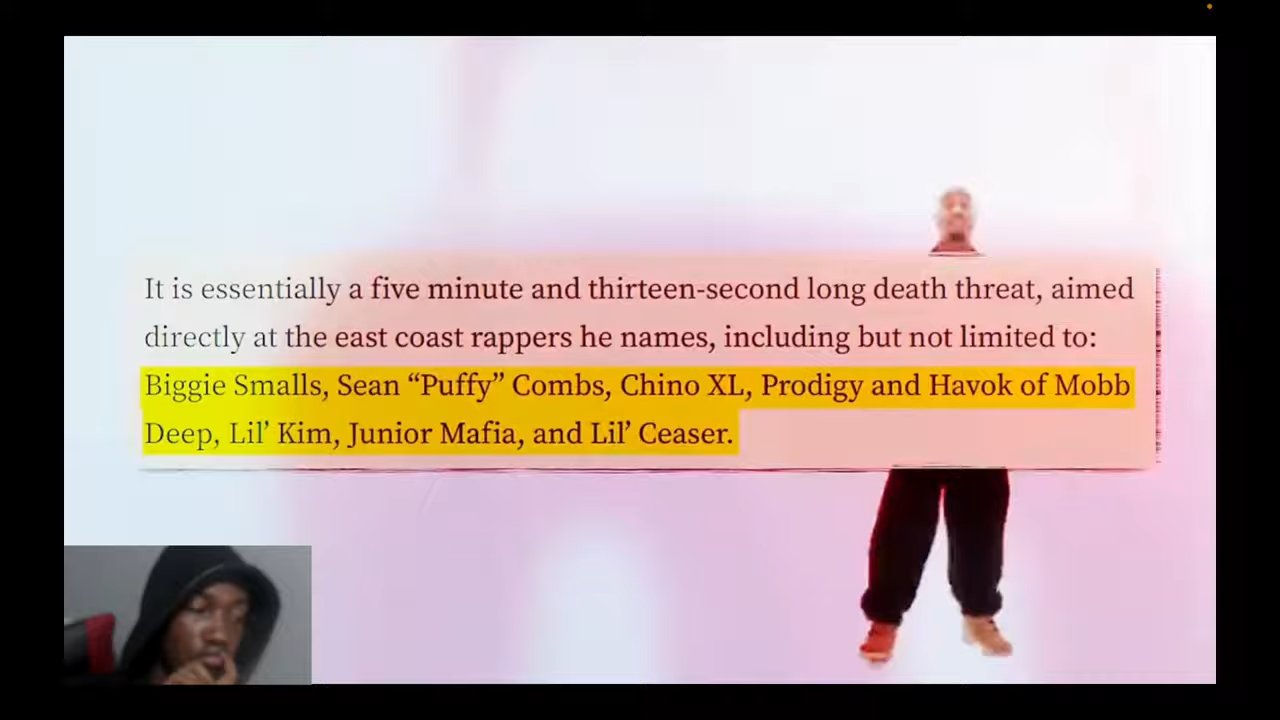 It is essentially a five minute and thirteen-second long death threat, aimed
directly at the east coast rappers he names, including but not limited to:
Biggie Smalls, Sean “Puffy” Combs, Chino XL, Prodigy and Havok of Mobb
Deep, Lil’ Kim, Junior Mafia, and Lil’ Ceaser.